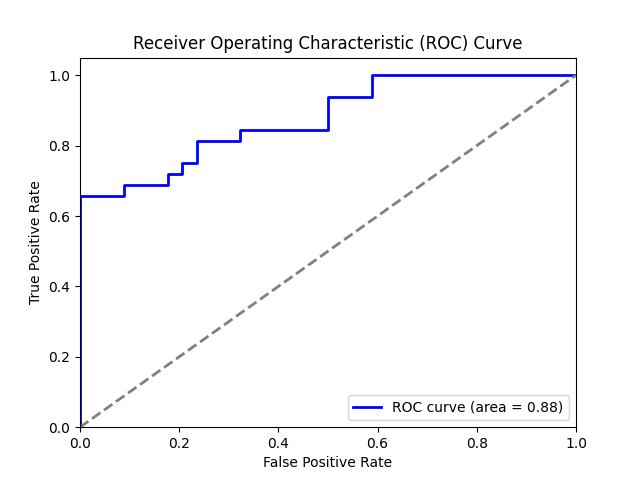 Receiver Operating Characteristic (ROC) Curve
1.0
0.8
0.6
0.4
0.2
0.0
True Positive Rate
ROC curve (area = 0.88)
0.0 0.2 0.4 0.6 0.8 1.0
False Positive Rate